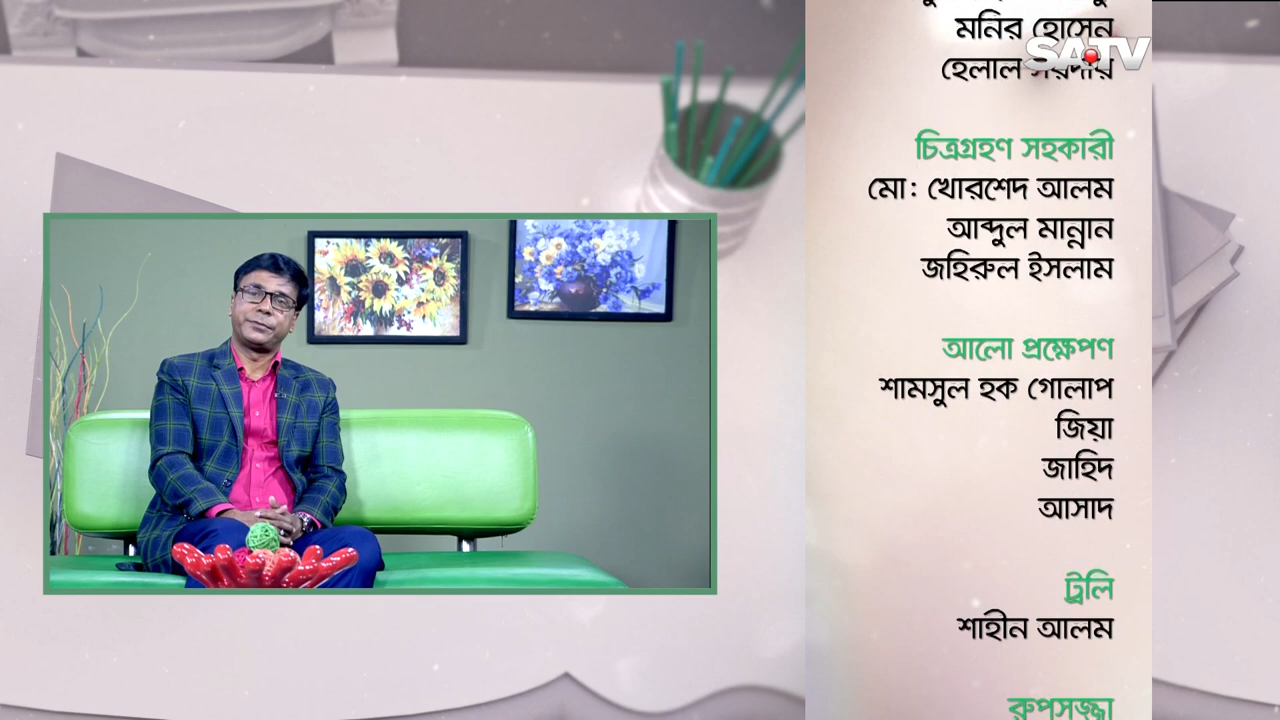 মনির হোসেন
SATV
হেলাল সরদার
চিত্রগ্রহণ সহকারী
মো: খোরশেদ আলম
আব্দুল মান্নান
জহিরুল ইসলাম
আলো প্রক্ষেপণ
শামসুল হক গোলাপ
জিয়া
জাহিদ
আসাদ
ট্রলি
শাহীন আলম
রুপসজ্জা